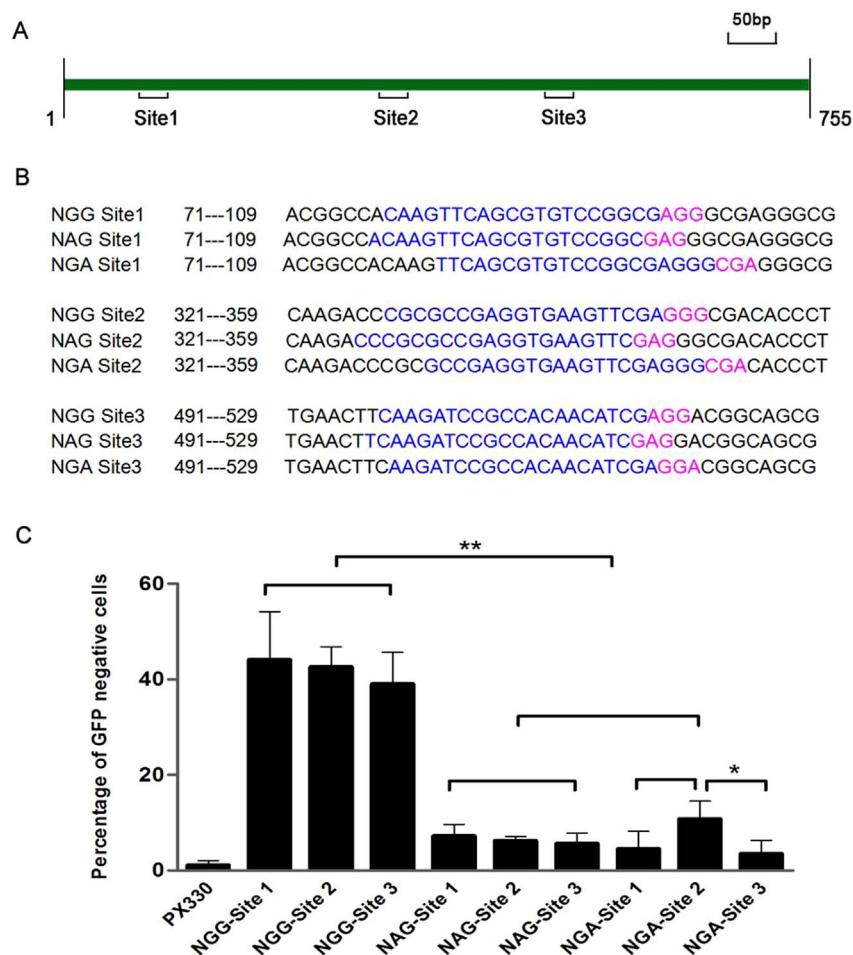 A
50bp
1
Site1
Site2
Site3
755
B
NGG Site1 71---109 ACGGCCACAAGTTCAGCGTGTCCGGCGAGGGCGAGGGCG
NAG Site1 71---109 ACGGCCACAAGTTCAGCGTGTCCGGCGAGGGCGAGGGCG
NGA Site1 71---109 ACGGCCACAAGTTCAGCGTGTCCGGCGAGGGCGAGGGCG
NGG Site2 321---359 CAAGACCCGCGCCGAGGTGAAGTTCGAGGGCGACACCCT
NAG Site2 321---359 CAAGACCCGCGCCGAGGTGAAGTTCGAGGGCGACACCCT
NGA Site2 321---359 CAAGACCCGCGCCGAGGTGAAGTTCGAGGGCGACACCCT
NGG Site3 491---529 TGAACTTCAAGATCCGCCACAACATCGAGGACGGCAGCG
NAG Site3 491---529 TGAACTTCAAGATCCGCCACAACATCGAGGACGGCAGCG
NGA Site3 491---529 TGAACTTCAAGATCCGCCACAACATCGAGGACGGCAGCG
C
**
*
Percentage of GFP negative cells
60
40
20
0
PX330
NGG-Site 1
NGG-Site 2
NGG-Site 3
NAG-Site 1
NAG-Site 2
NAG-Site 3
NGA-Site 1
NGA-Site 2
NGA-Site 3